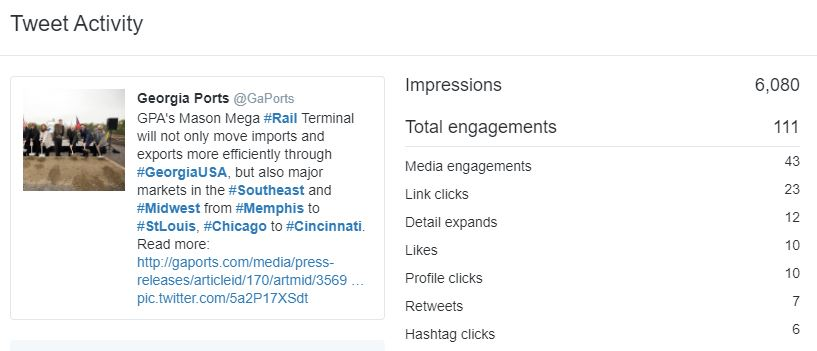 Tweet Activity
Georgia Ports @GaPorts
GPA's Mason Mega #Rail Terminal
will not only move imports and
exports more efficiently through
#GeorgiaUSA, but also major
markets in the #Southeast and
#Midwest from #Memphis to
#StLouis, #Chicago to #Cincinnati.
Read more:
http://gaports.com/media/press-
releases/articleid/170/artmid/3569 …
pic.twitter.com/5a2P17XSdt
Impressions 6,080
Total engagements 111
Media engagements 43
Link clicks 23
Detail expands 12
Likes 10
Profile clicks 10
Retweets 7
Hashtag clicks 6